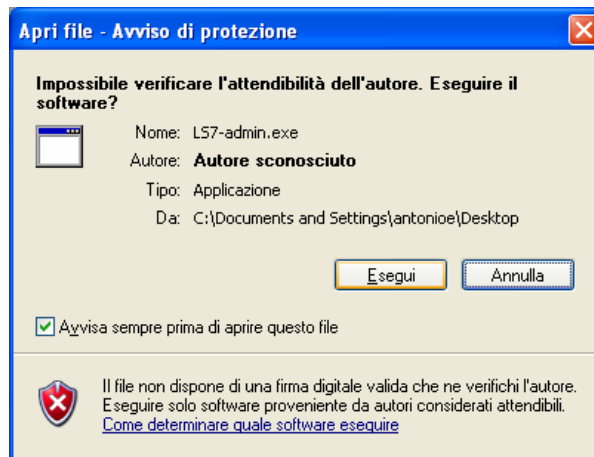 Apri file - Avviso di protezione
Impossibile verificare l'attendibilità dell'autore. Eseguire il
software?
Nome: LS7-admin.exe
Autore: Autore sconosciuto
Tipo: Applicazione
Da: C:\Documents and Settings\antonioe\Desktop
Esegui Annulla
Avvisa sempre prima di aprire questo file
Il file non dispone di una firma digitale valida che ne verifichi l'autore.
Eseguire solo software proveniente da autori considerati attendibili.
Come determinare quale software eseguire